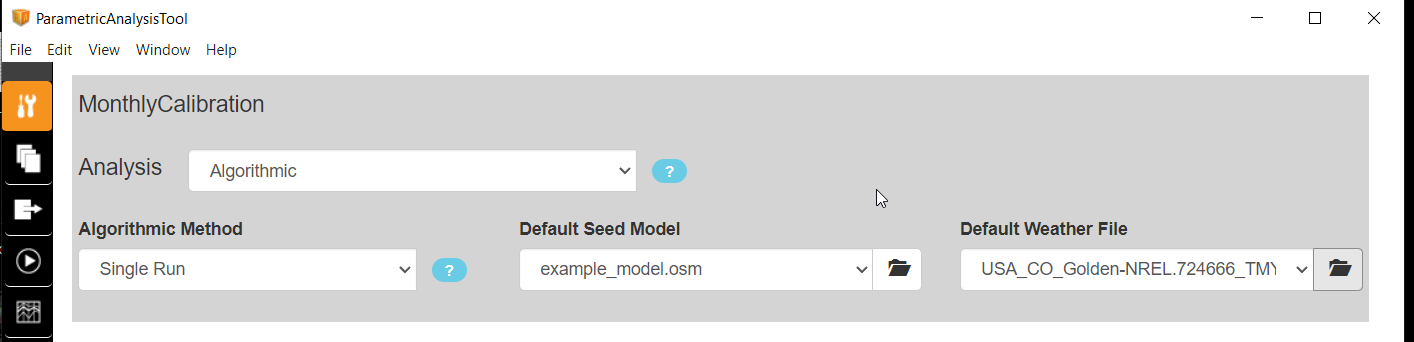 ParametricAnalysisTool
File Edit View Window Help
MonthlyCalibration
Analysis Algorithmic ?
Algorithmic Method Default Seed Model Default Weather File
Single Run ? example_model.osm USA_CO_Golden-NREL.724666_TMY